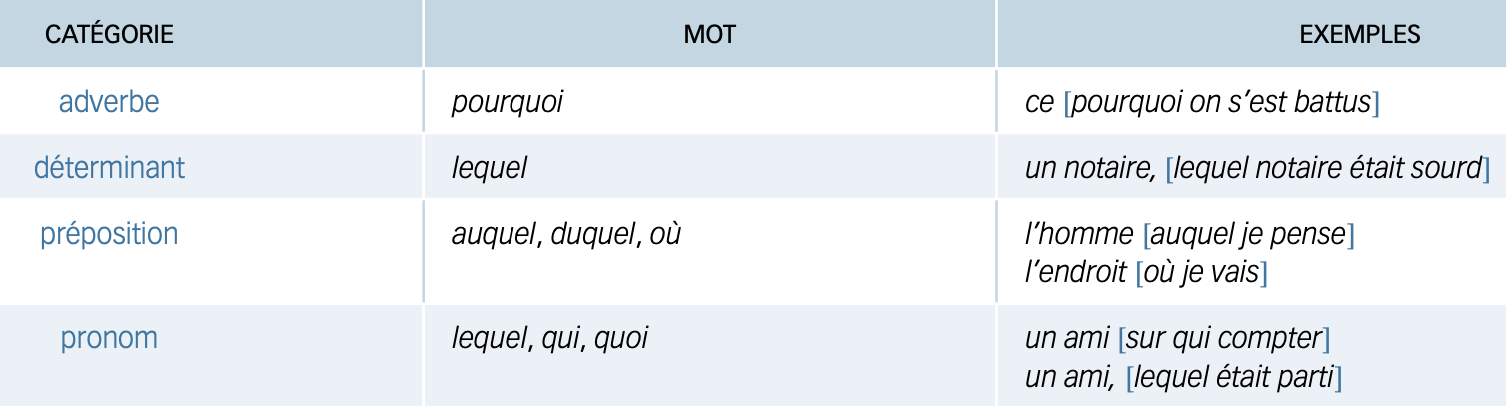 CATÉGORIE MOT EXEMPLES
adverbe pourquoi ce [pourquoi on s’est battus]
déterminant lequel un notaire, [lequel notaire était sourd]
préposition auquel, duquel, où l’homme [auquel je pense]
l’endroit [où je vais]
pronom lequel, qui, quoi un ami [sur qui compter]
un ami, [lequel était parti]